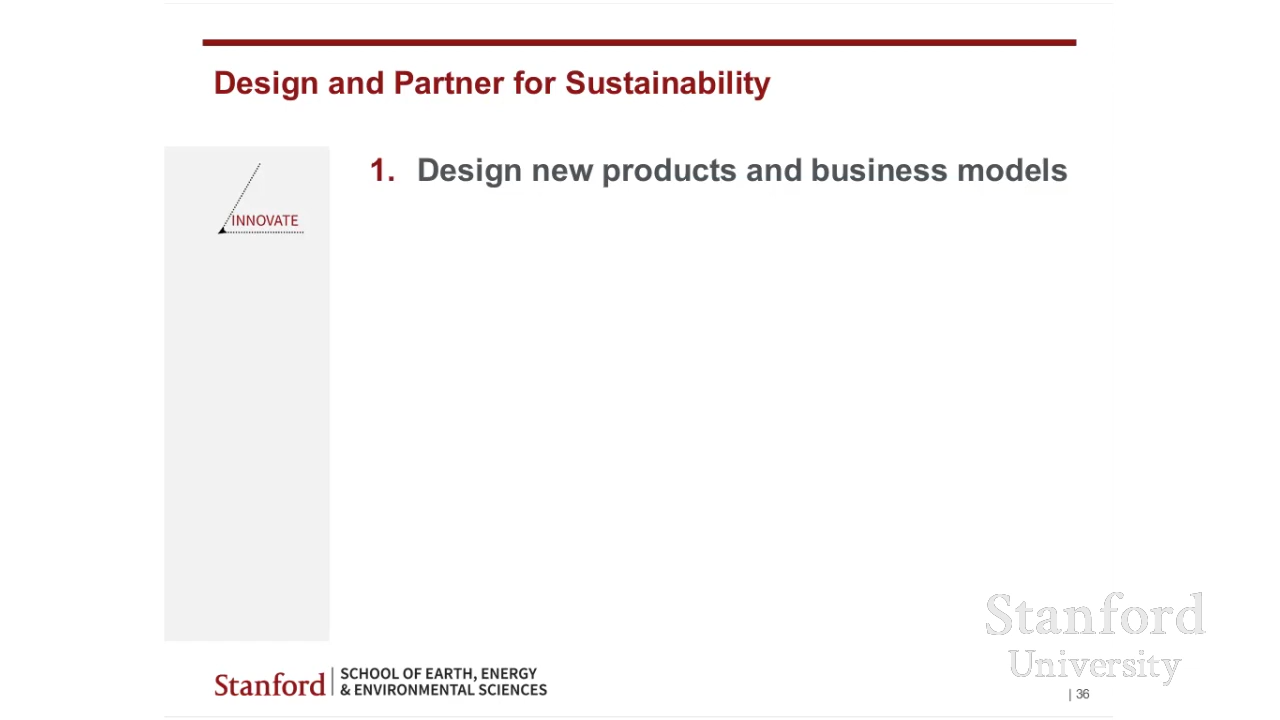 Design and Partner for Sustainability
1. Design new products and business models
INNOVATE
Stanford
University
Stanford
SCHOOL OF EARTH, ENERGY
& ENVIRONMENTAL SCIENCES
| 36